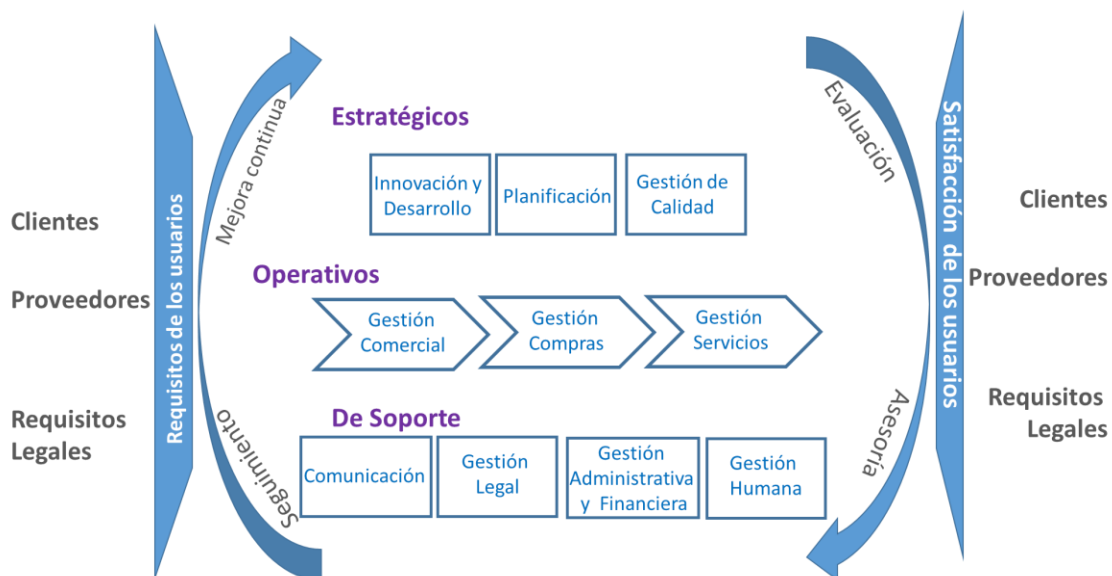 Clientes
Proveedores
Requisitos
Legales
Requisitos de los usuarios
Mejora continua
Seguimiento
Estratégicos
Innovación y
Desarrollo
Planificación
Gestión de
Calidad
Operativos
Gestión
Comercial
Gestión
Compras
Gestión
Servicios
De Soporte
Comunicación
Gestión
Legal
Gestión
Administrativa
y Financiera
Gestión
Humana
Evaluación
Asesoría
Satisfacción de los usuarios
Clientes
Proveedores
Requisitos
Legales